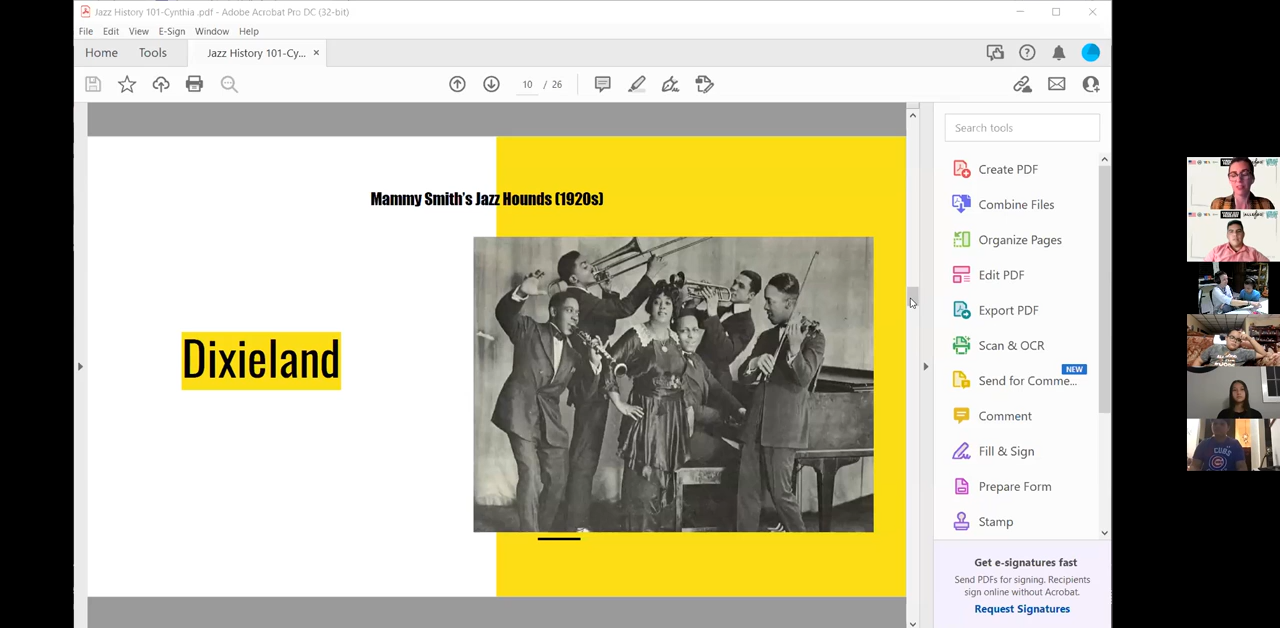 Jazz History 101-Cynthia .pdf - Adobe Acrobat Pro DC (32-bit)
File Edit View E-Sign Window Help
Home Tools Jazz History 101-Cy... ×
10 / 26
Search tools
Create PDF
Combine Files
Organize Pages
Edit PDF
Export PDF
Scan & OCR
NEW
Send for Comme...
Comment
Fill & Sign
Prepare Form
Stamp
Get e-signatures fast
Send PDFs for signing. Recipients
sign online without Acrobat.
Request Signatures
Mammy Smith's Jazz Hounds (1920s)
Dixieland
CUBS